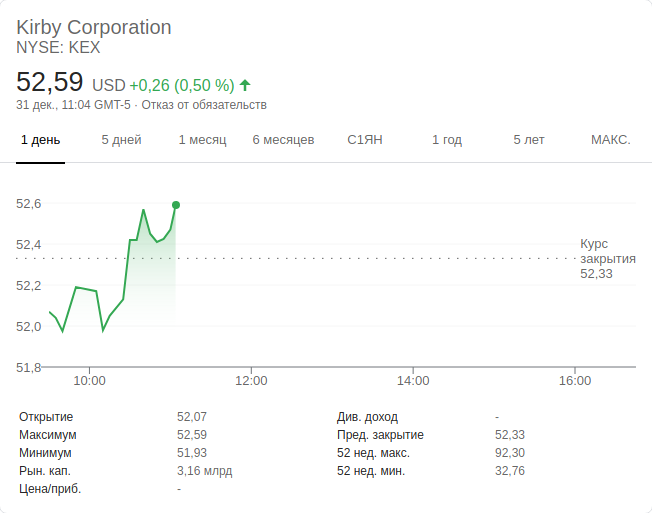 Kirby Corporation
NYSE: KEX
52,59 USD +0,26 (0,50 %)
31 дек., 11:04 GMT-5 · Отказ от обязательств
1 день 5 дней 1 месяц 6 месяцев С1ЯН 1 год 5 лет МАКС.
52,6
52,4
52,2
52,0
51,8
Курс
закрытия
52,33
10:00 12:00 14:00 16:00
Открытие 52,07 Див. доход -
Максимум 52,59 Пред. закрытие 52,33
Минимум 51,93 52 нед. макс. 92,30
Рын. кап. 3,16 млрд 52 нед. мин. 32,76
Цена/приб. -